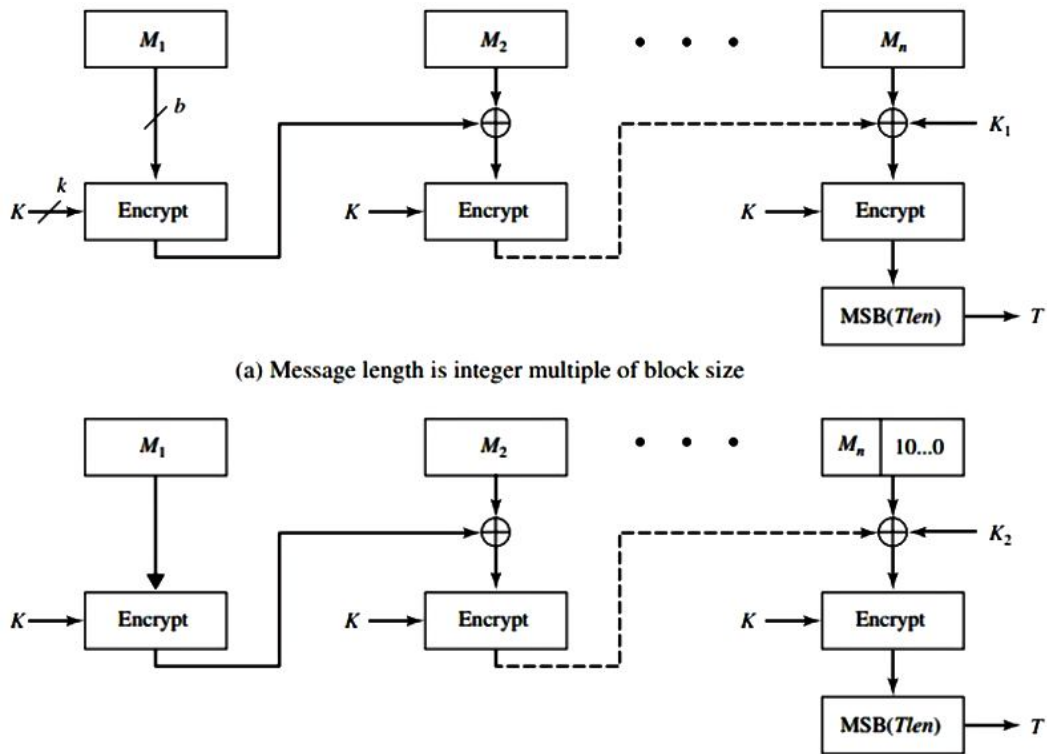 M1 M2 • • • Mn
b
K1
k
K Encrypt K Encrypt K Encrypt
MSB(Tlen) T
(a) Message length is integer multiple of block size
M1 M2 • • • Mn 10...0
K2
K Encrypt K Encrypt K Encrypt
MSB(Tlen) T